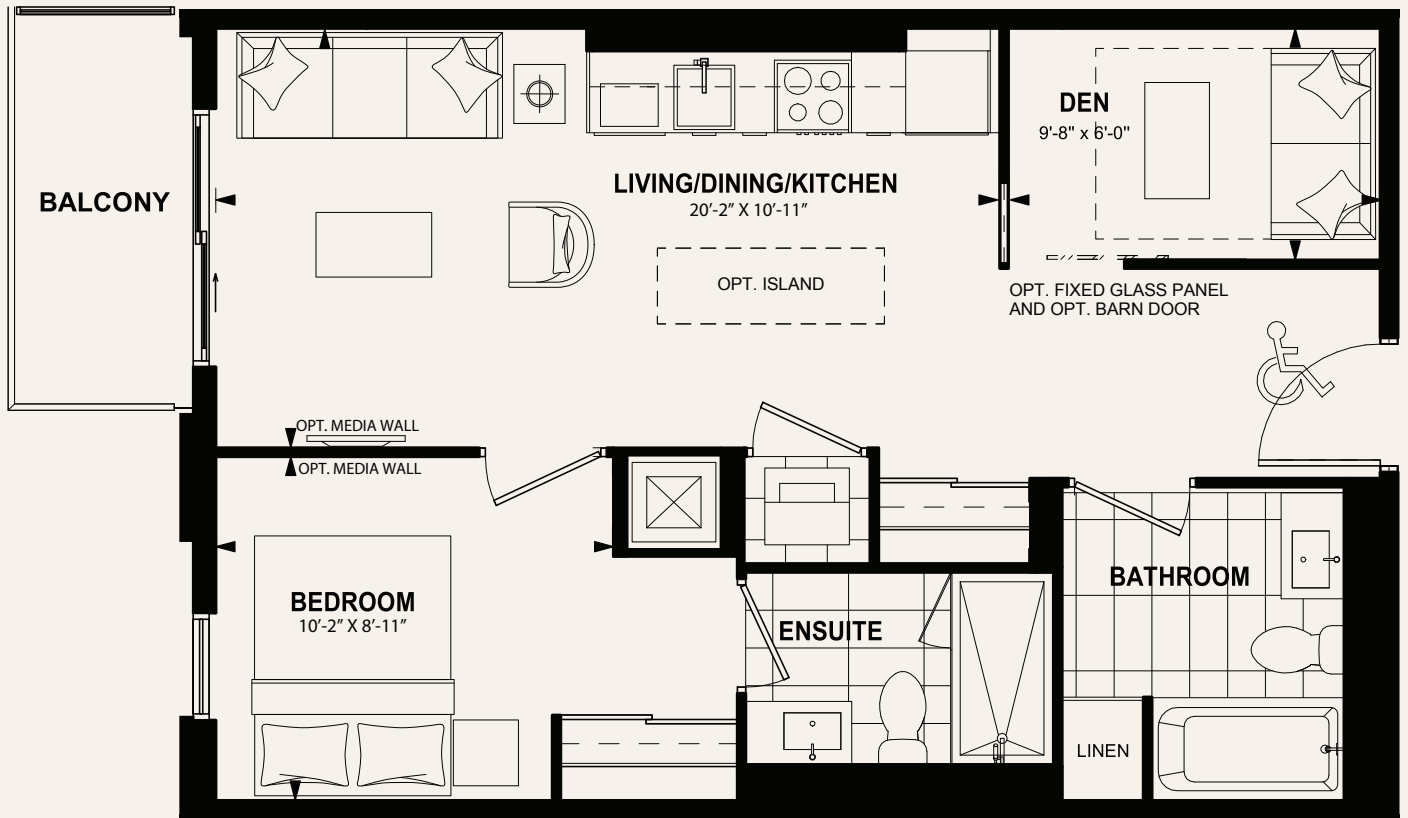 DEN
9'-8" x 6'-0"
BALCONY
LIVING/DINING/KITCHEN
20’-2” X 10’-11”
OPT. ISLAND
OPT. FIXED GLASS PANEL
AND OPT. BARN DOOR
OPT. MEDIA WALL
OPT. MEDIA WALL
BEDROOM
10’-2” X 8’-11”
ENSUITE
BATHROOM
LINEN